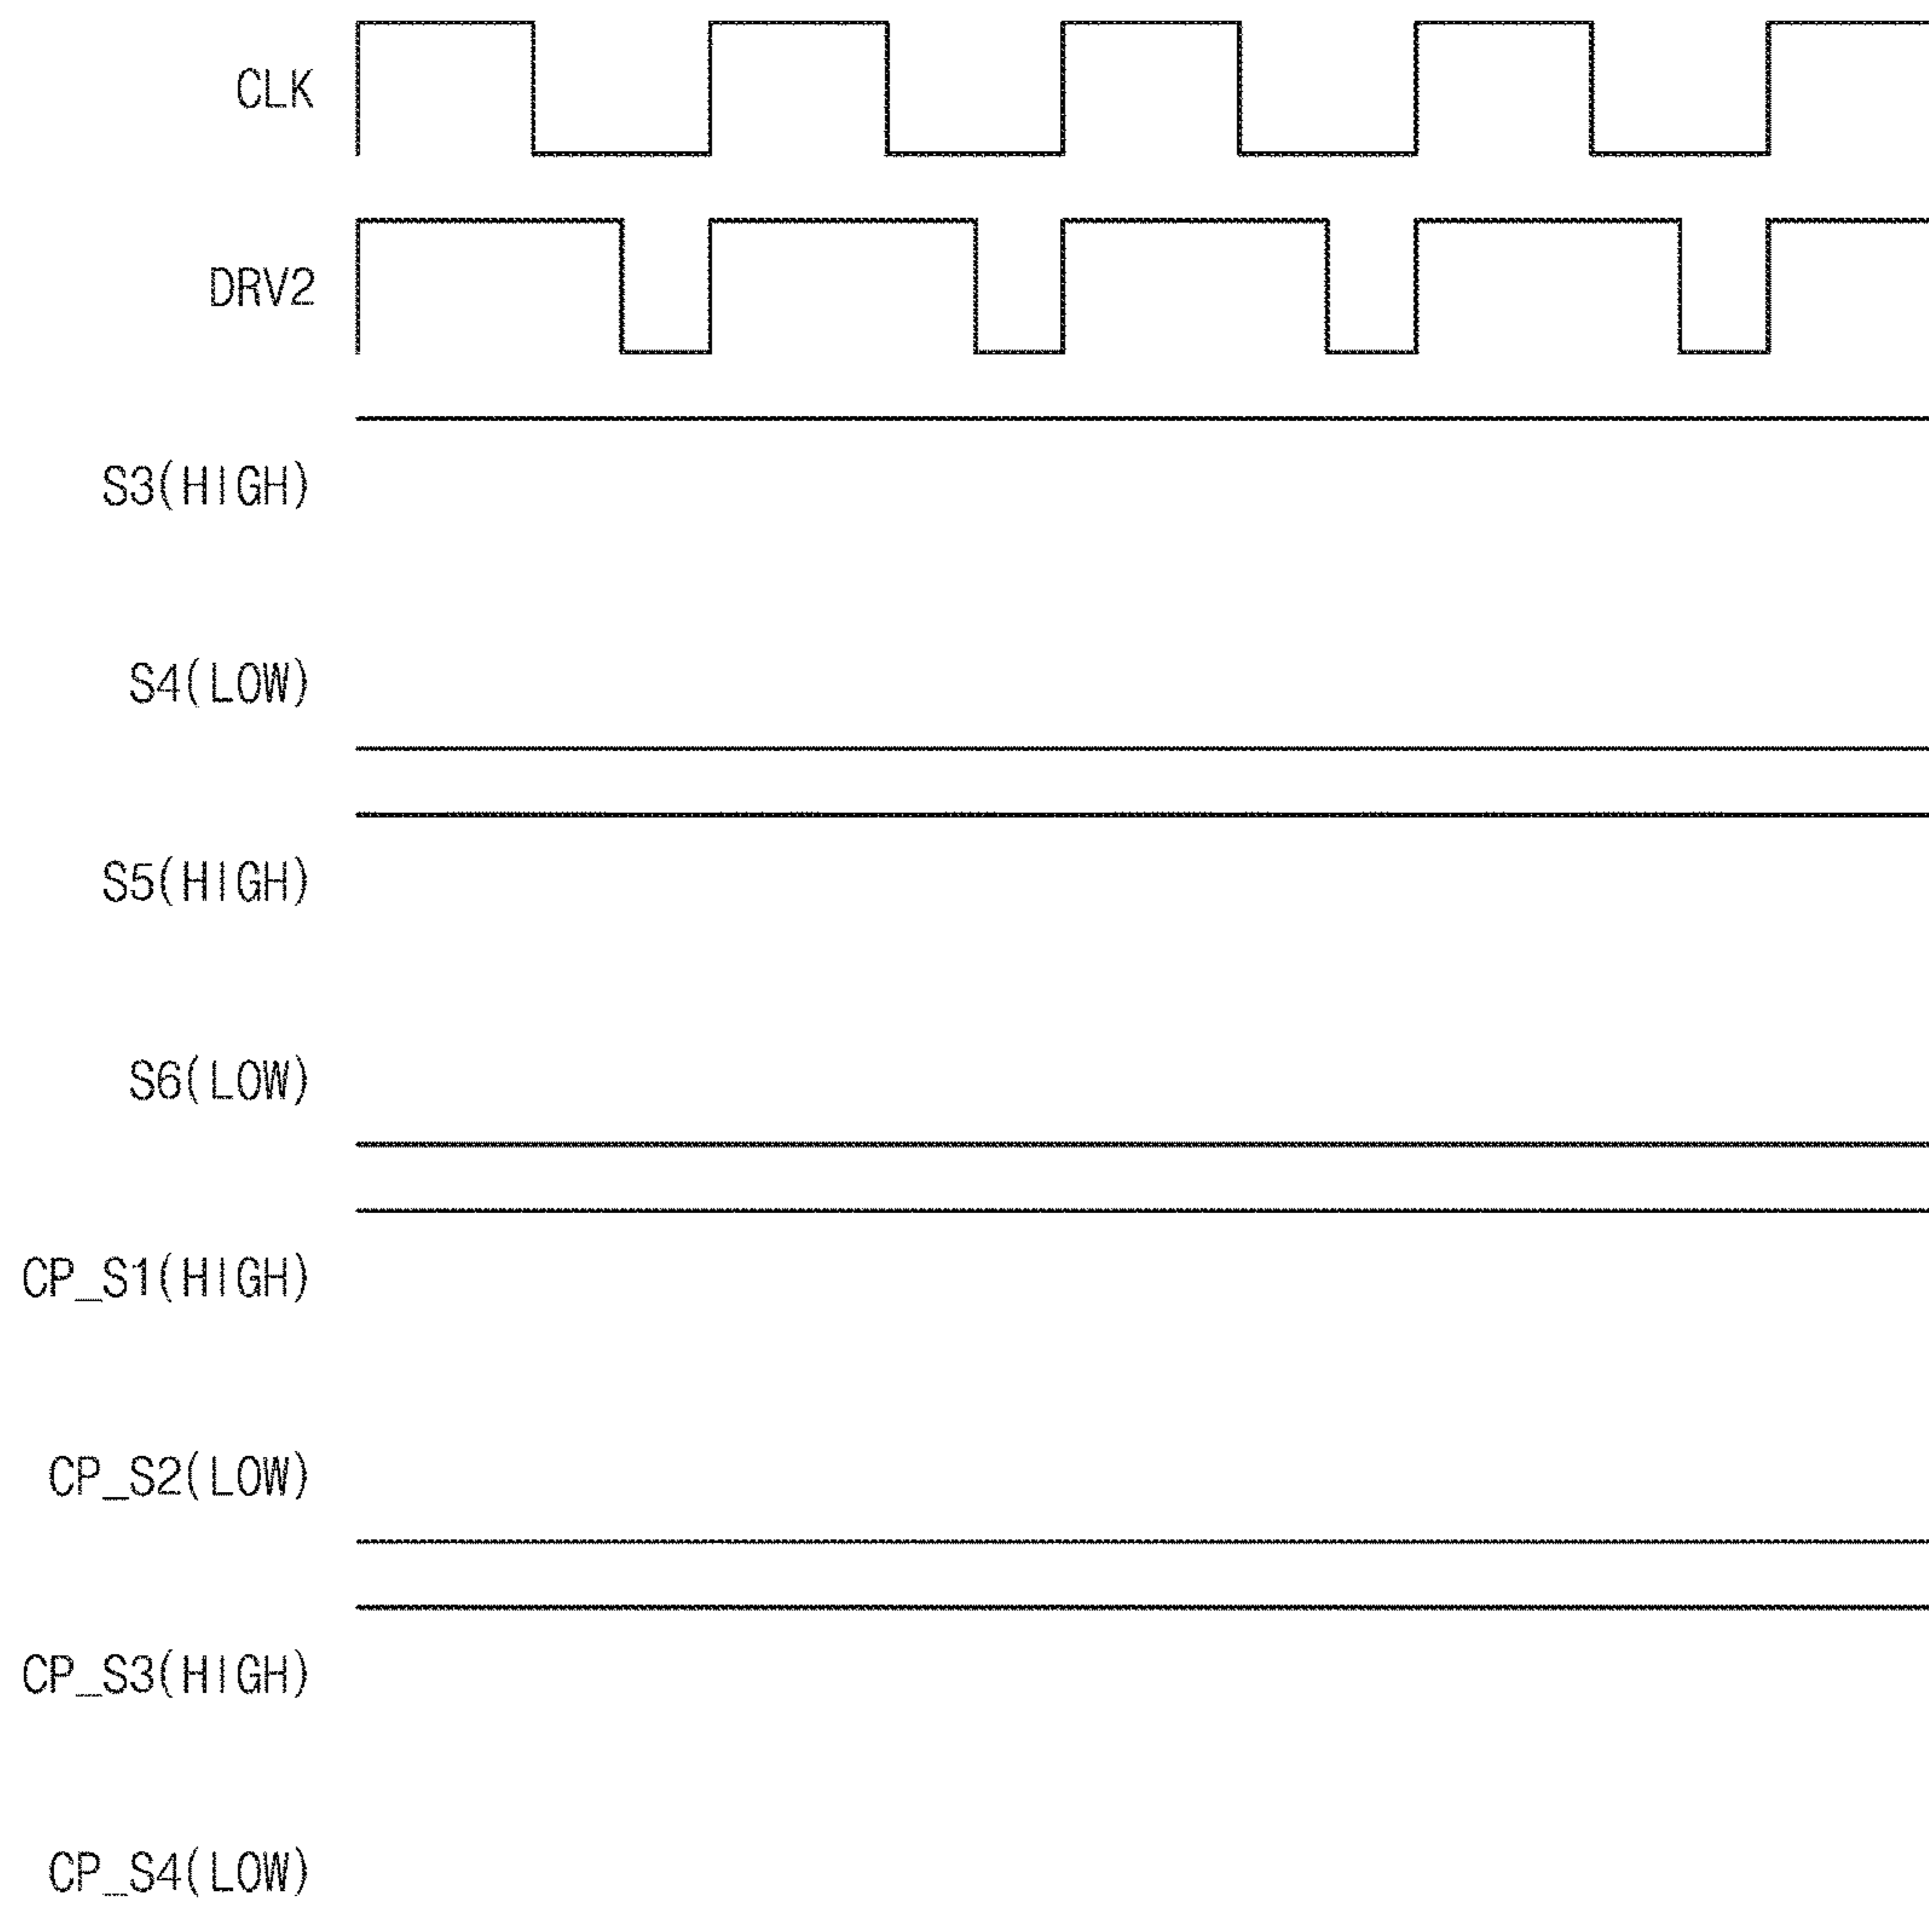 CLK
DRV2
S3(HIGH)
S4(LOW)
S5(HIGH)
S6(LOW)
CP_S1(HIGH)
CP_S2(LOW)
CP_S3(HIGH)
CP_S4(LOW)